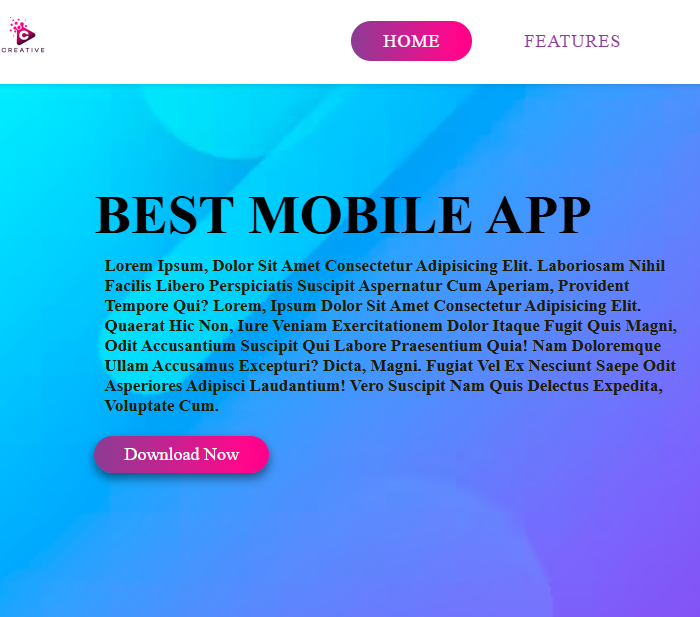 CREATIVE
HOME
FEATURES
BEST MOBILE APP
Lorem Ipsum, Dolor Sit Amet Consectetur Adipisicing Elit. Laboriosam Nihil
Facilis Libero Perspiciatis Suscipit Aspernatur Cum Aperiam, Provident
Tempore Qui? Lorem, Ipsum Dolor Sit Amet Consectetur Adipisicing Elit.
Quaerat Hic Non, Iure Veniam Exercitationem Dolor Itaque Fugit Quis Magni,
Odit Accusantium Suscipit Qui Labore Praesentium Quia! Nam Doloremque
Ullam Accusamus Excepturi? Dicta, Magni. Fugiat Vel Ex Nesciunt Saepe Odit
Asperiores Adipisci Laudantium! Vero Suscipit Nam Quis Delectus Expedita,
Voluptate Cum.
Download Now